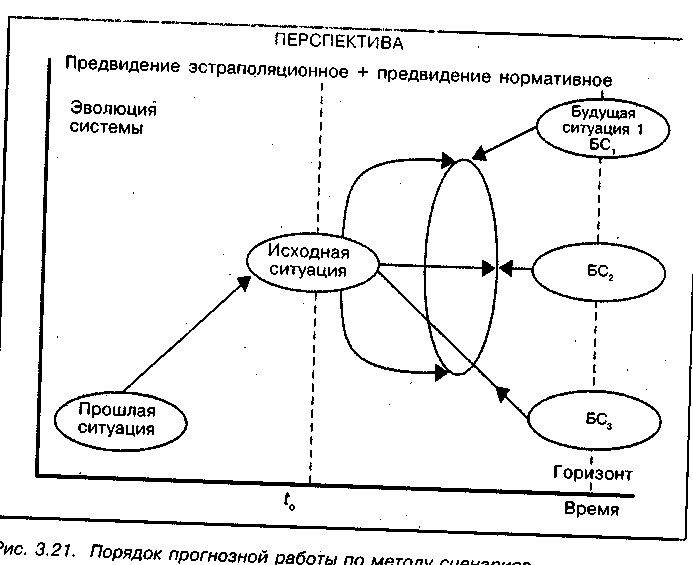 ПЕРСПЕКТИВА
Предвидение эстраполяционное + предвидение нормативное
Эволюция
системы
Будущая
ситуация 1
БС₁
Исходная
ситуация
БС₂
Прошлая
ситуация
БС₃
Горизонт
t₀
Время
Рис. 3.21. Порядок прогнозной работы по методу сценариев